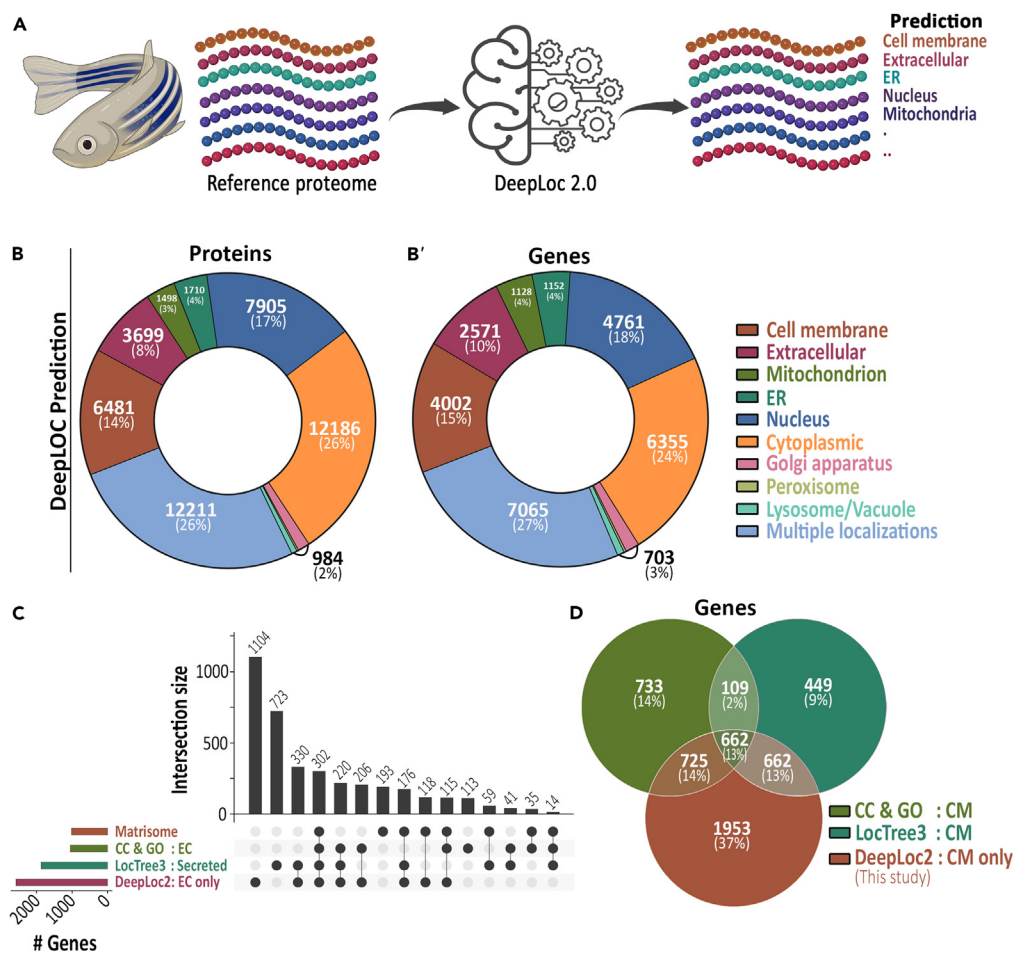 A
Prediction
Cell membrane
Extracellular
ER
Nucleus
Mitochondria
.
..
Reference proteome
DeepLoc 2.0
B
Proteins
B′
Genes
DeepLOC Prediction
1498
(3%)
1710
(4%)
7905
(17%)
3699
(8%)
6481
(14%)
12186
(26%)
12211
(26%)
984
(2%)
1128
(4%)
1152
(4%)
4761
(18%)
2571
(10%)
4002
(15%)
6355
(24%)
7065
(27%)
703
(3%)
Cell membrane
Extracellular
Mitochondrion
ER
Nucleus
Cytoplasmic
Golgi apparatus
Peroxisome
Lysosome/Vacuole
Multiple localizations
C
Intersection size
1000
500
0
1104
723
330
302
220
206
193
176
118
115
113
59
41
35
14
Matrisome
CC & GO : EC
LocTree3 : Secreted
DeepLoc2: EC only
2000
1000
0
# Genes
D
Genes
733
(14%)
109
(2%)
449
(9%)
662
(13%)
725
(14%)
662
(13%)
1953
(37%)
CC & GO : CM
LocTree3 : CM
DeepLoc2 : CM only
(This study)